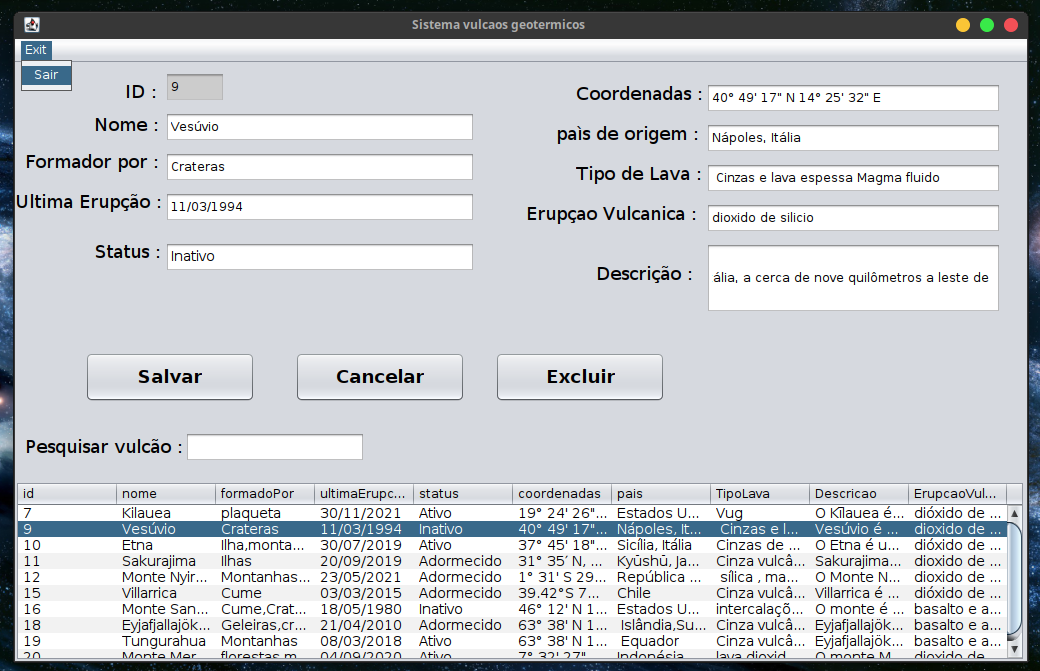 Sistema vulcaos geotermicos
Exit
Sair
ID : 9
Nome : Vesúvio
Formador por : Crateras
Ultima Erupção : 11/03/1994
Status : Inativo
Coordenadas : 40° 49' 17" N 14° 25' 32" E
paìs de origem : Nápoles, Itália
Tipo de Lava : Cinzas e lava espessa Magma fluido
Erupçao Vulcanica : dioxido de silicio
Descrição : ália, a cerca de nove quilômetros a leste de
Salvar Cancelar Excluir
Pesquisar vulcão :
id nome formadoPor ultimaErupc... status coordenadas pais TipoLava Descricao ErupcaoVul...
7 Kilauea plaqueta 30/11/2021 Ativo 19° 24' 26"... Estados U... Vug O Kīlauea é... dióxido de ...
9 Vesúvio Crateras 11/03/1994 Inativo 40° 49' 17"... Nápoles, It... Cinzas e l... Vesúvio é ... dioxido de ...
10 Etna Ilha,monta... 30/07/2019 Ativo 37° 45' 18"... Sicília, Itália Cinzas de ... O Etna é u... dióxido de ...
11 Sakurajima Ilhas 20/09/2019 Adormecido 31° 35′ N, ... Kyūshū, Ja... Cinza vulcâ... Sakurajima... dióxido de ...
12 Monte Nyir... Montanhas... 23/05/2021 Adormecido 1° 31' S 29... República ... sílica , ma... O Monte N... dióxido de ...
15 Villarrica Cume 03/03/2015 Adormecido 39.42°S 7... Chile Cinza vulcâ... Villarrica é ... dióxido de ...
16 Monte San... Cume,Crat... 18/05/1980 Inativo 46° 12' N 1... Estados U... intercalaçõ... O monte é ... basalto e a...
18 Eyjafjallajök... Geleiras,cr... 21/04/2010 Adormecido 63° 38' N 1... Islândia,Su... Cinza vulcâ... Eyjafjallajök... basalto e a...
19 Tungurahua Montanhas 08/03/2018 Ativo 63° 38' N 1... Equador Cinza vulcâ... Eyjafjallajök... basalto e a...
20 Monte Mer... florestas,m... 04/09/2020 Ativo 7° 32' 27"... Indonésia lava dioxid... O monte M... dióxido de ...